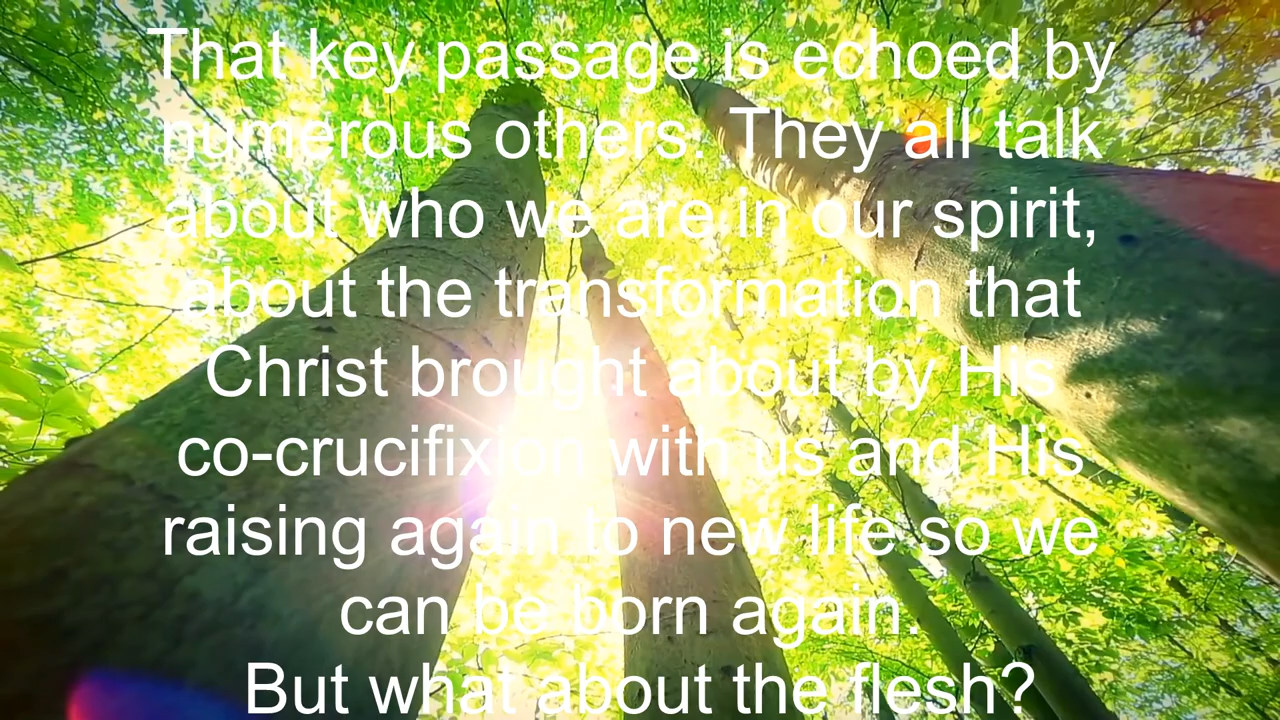 That key passage is echoed by
numerous others. They all talk
about who we are in our spirit,
about the transformation that
Christ brought about by His
co-crucifixion with us and His
raising again to new life so we
can be born again.
But what about the flesh?